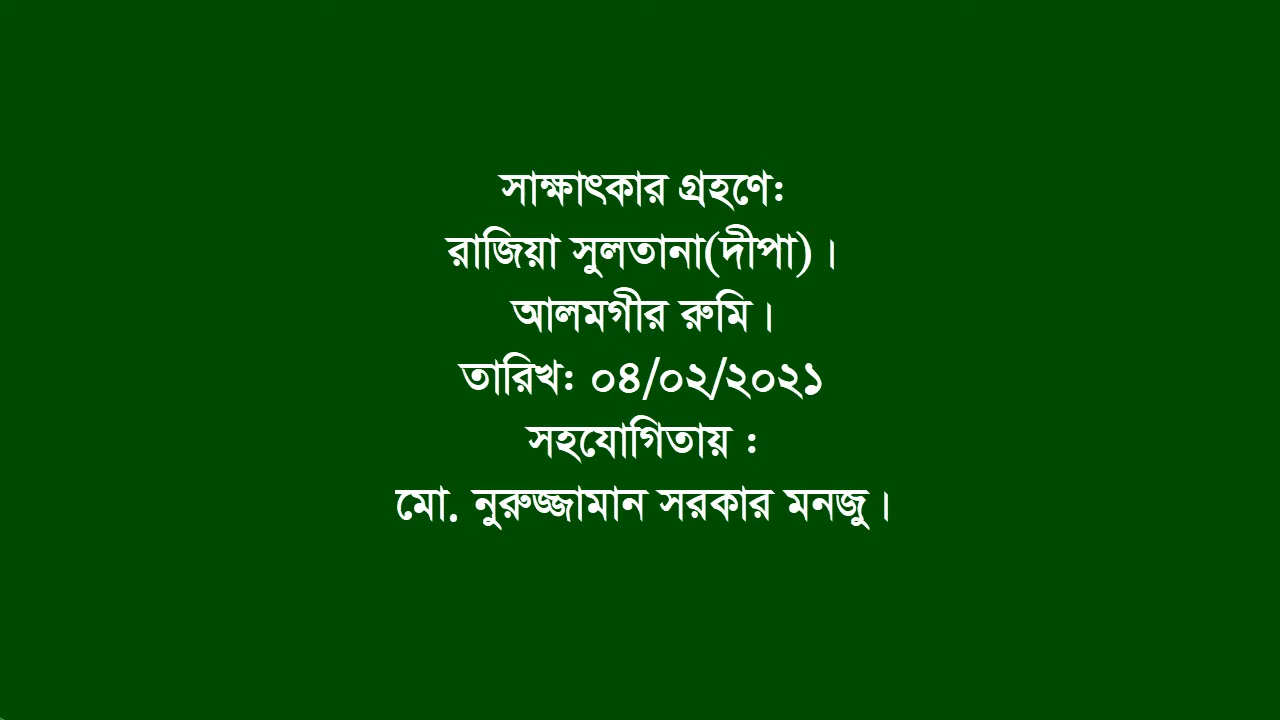 সাক্ষাৎকার গ্রহণে:
রাজিয়া সুলতানা(দীপা)।
আলমগীর রুমি।
তারিখ: ০৪/০২/২০২১
সহযোগিতায় :
মো. নুরুজ্জামান সরকার মনজু।